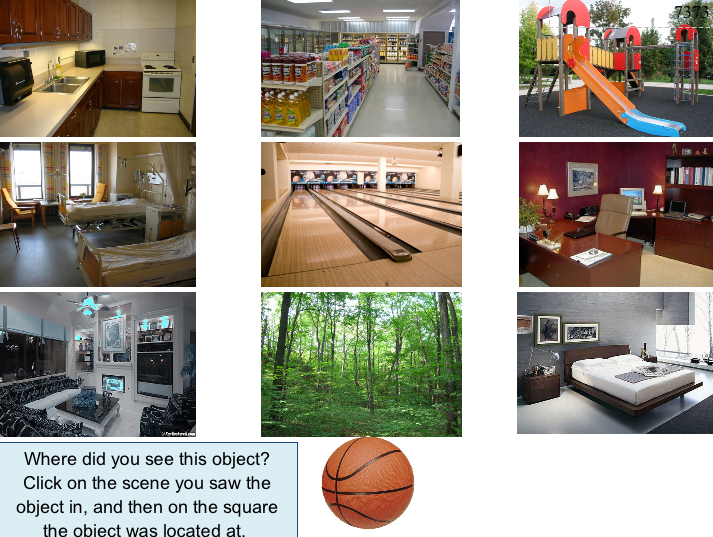 7373
Where did you see this object?
Click on the scene you saw the
object in, and then on the square
the object was located at.